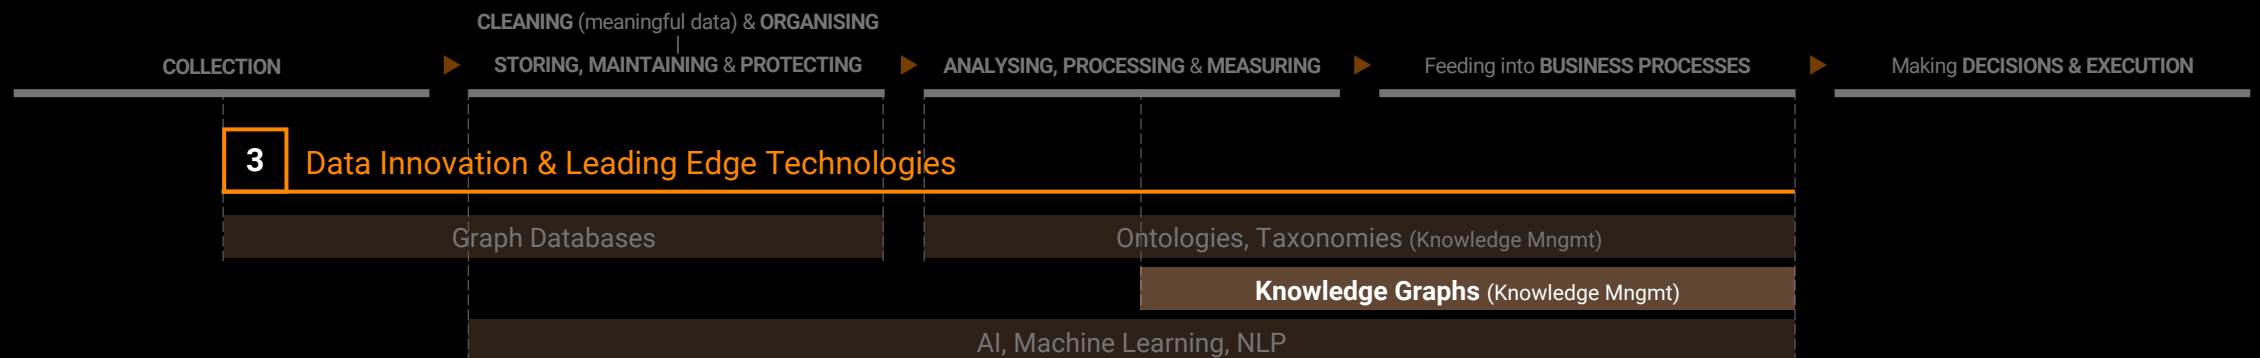 CLEANING (meaningful data) & ORGANISING
COLLECTION
STORING, MAINTAINING & PROTECTING
ANALYSING, PROCESSING & MEASURING
Feeding into BUSINESS PROCESSES
Making DECISIONS & EXECUTION
3 Data Innovation & Leading Edge Technologies
Graph Databases
Ontologies, Taxonomies (Knowledge Mngmt)
Knowledge Graphs (Knowledge Mngmt)
AI, Machine Learning, NLP